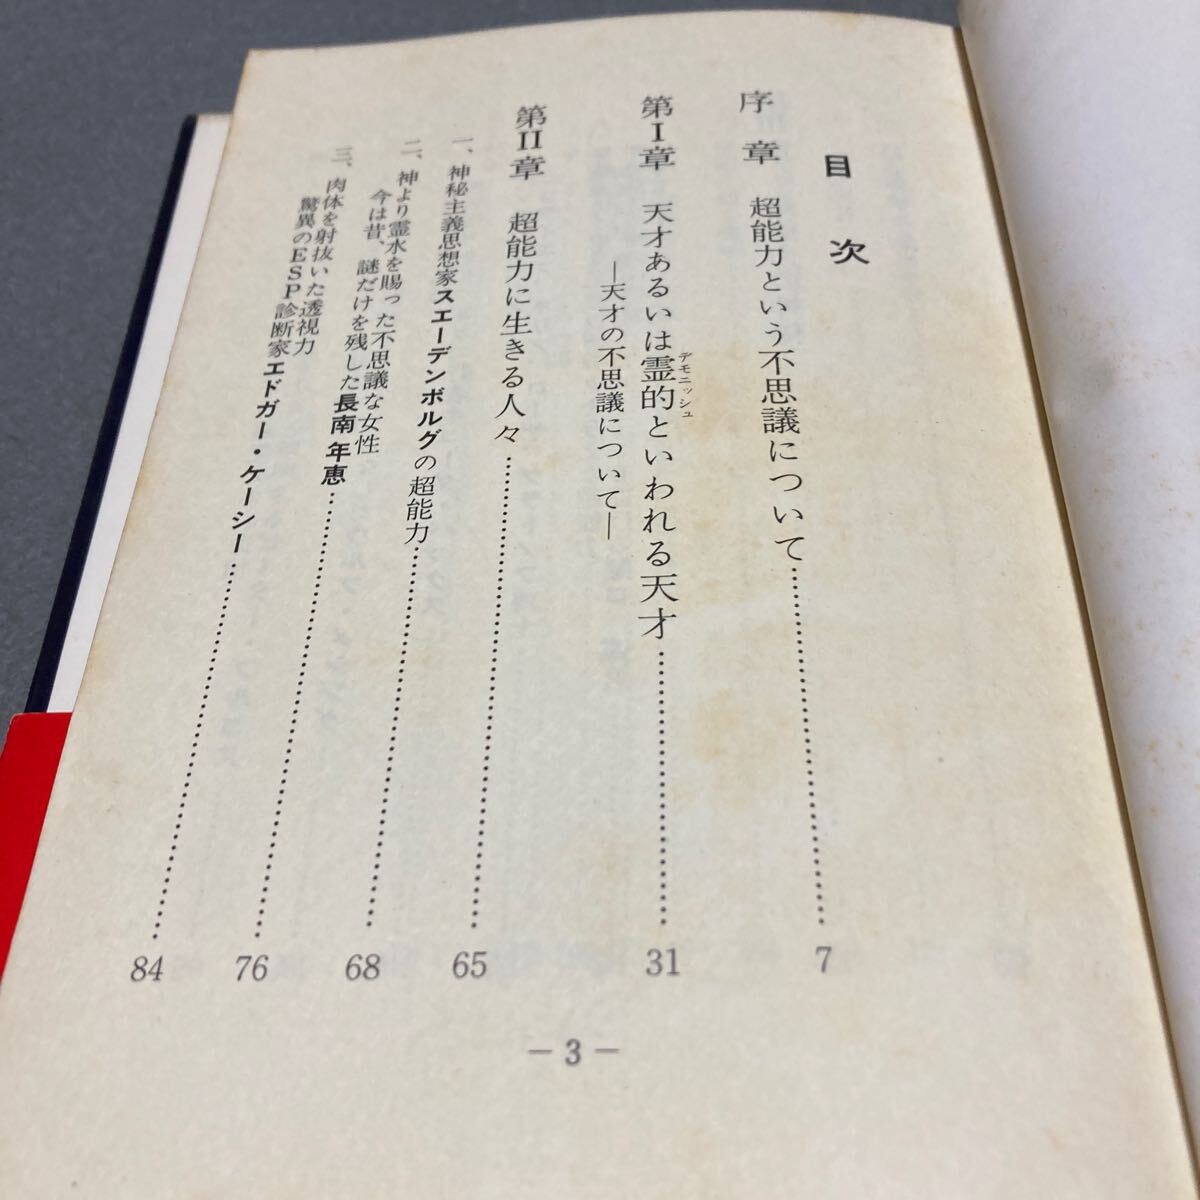 目次
序章 超能力という不思議について…………7
第I章 天才あるいは霊的といわれる天才…………31
デモニッシュ
―天才の不思議について―
第II章 超能力に生きる人々…………65
一、神秘主義思想家スエーデンボルグの超能力…………68
二、神より霊水を賜った不思議な女性
今は昔、謎だけを残した長南年恵…………76
三、肉体を射抜いた透視力
驚異のESP診断家エドガー・ケーシー…………84
― 3 ―